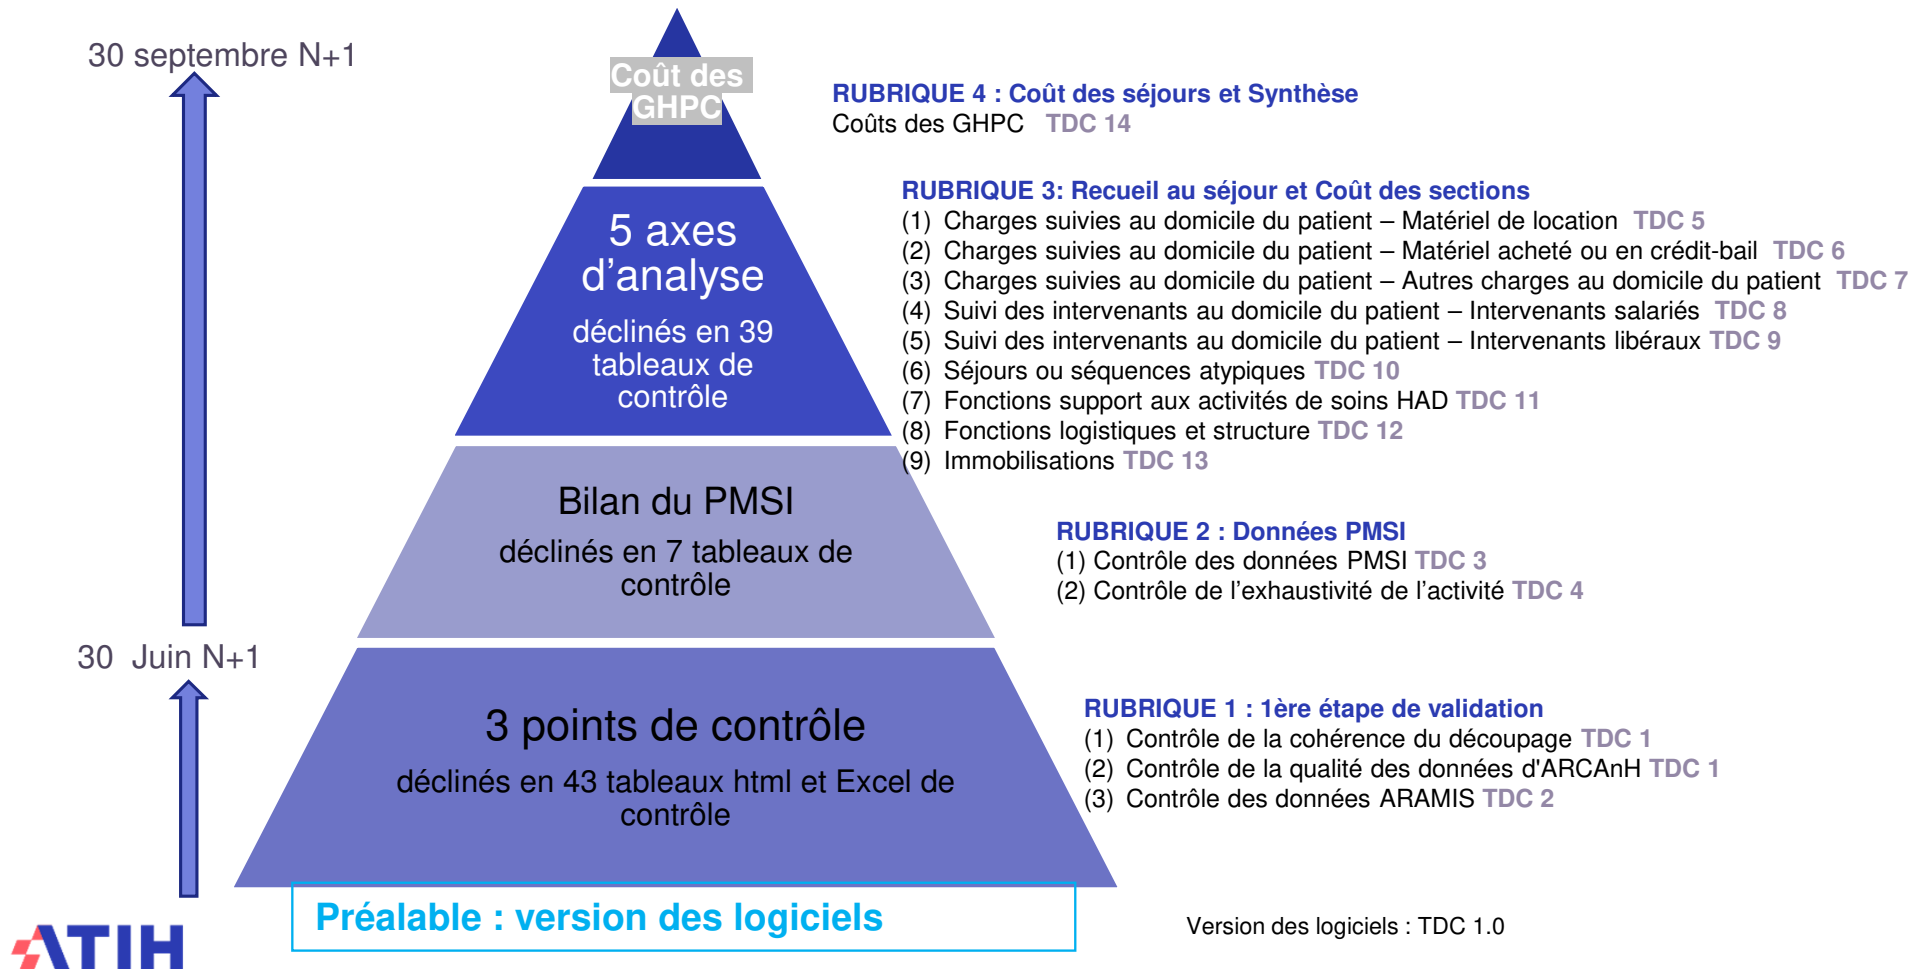 30 septembre N+1
Coût des
GHPC
RUBRIQUE 4 : Coût des séjours et Synthèse
Coûts des GHPC TDC 14
5 axes
d’analyse
déclinés en 39
tableaux de
contrôle
RUBRIQUE 3: Recueil au séjour et Coût des sections
(1) Charges suivies au domicile du patient – Matériel de location TDC 5
(2) Charges suivies au domicile du patient – Matériel acheté ou en crédit-bail TDC 6
(3) Charges suivies au domicile du patient – Autres charges au domicile du patient TDC 7
(4) Suivi des intervenants au domicile du patient – Intervenants salariés TDC 8
(5) Suivi des intervenants au domicile du patient – Intervenants libéraux TDC 9
(6) Séjours ou séquences atypiques TDC 10
(7) Fonctions support aux activités de soins HAD TDC 11
(8) Fonctions logistiques et structure TDC 12
(9) Immobilisations TDC 13
Bilan du PMSI
déclinés en 7 tableaux de
contrôle
RUBRIQUE 2 : Données PMSI
(1) Contrôle des données PMSI TDC 3
(2) Contrôle de l’exhaustivité de l’activité TDC 4
30 Juin N+1
3 points de contrôle
déclinés en 43 tableaux html et Excel de
contrôle
RUBRIQUE 1 : 1ère étape de validation
(1) Contrôle de la cohérence du découpage TDC 1
(2) Contrôle de la qualité des données d'ARCAnH TDC 1
(3) Contrôle des données ARAMIS TDC 2
Préalable : version des logiciels
Version des logiciels : TDC 1.0
ATIH